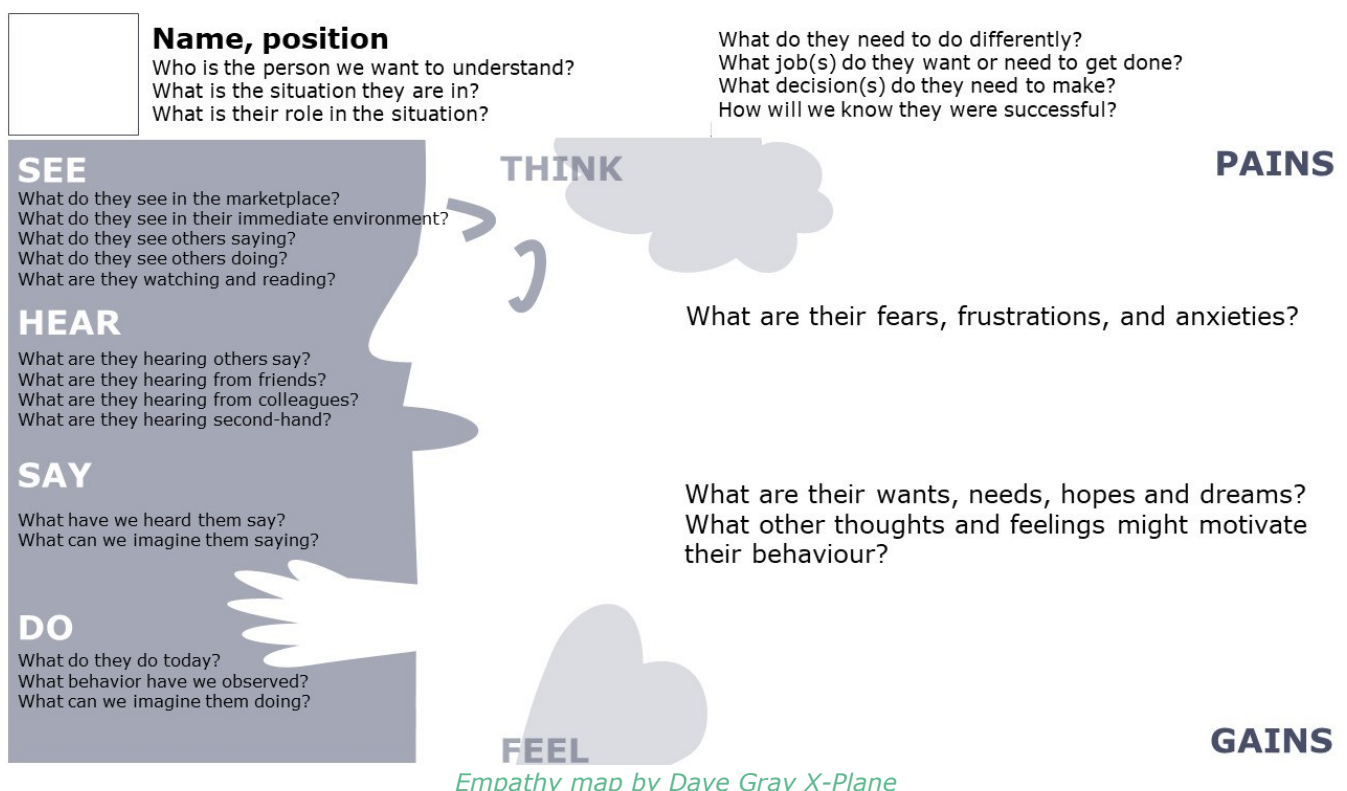 Name, position
Who is the person we want to understand?
What is the situation they are in?
What is their role in the situation?
What do they need to do differently?
What job(s) do they want or need to get done?
What decision(s) do they need to make?
How will we know they were successful?
SEE
What do they see in the marketplace?
What do they see in their immediate environment?
What do they see others saying?
What do they see others doing?
What are they watching and reading?
HEAR
What are they hearing others say?
What are they hearing from friends?
What are they hearing from colleagues?
What are they hearing second-hand?
SAY
What have we heard them say?
What can we imagine them saying?
DO
What do they do today?
What behavior have we observed?
What can we imagine them doing?
THINK
PAINS
What are their fears, frustrations, and anxieties?
What are their wants, needs, hopes and dreams?
What other thoughts and feelings might motivate
their behaviour?
FEEL
GAINS
Empathy map by Dave Gray X-Plane